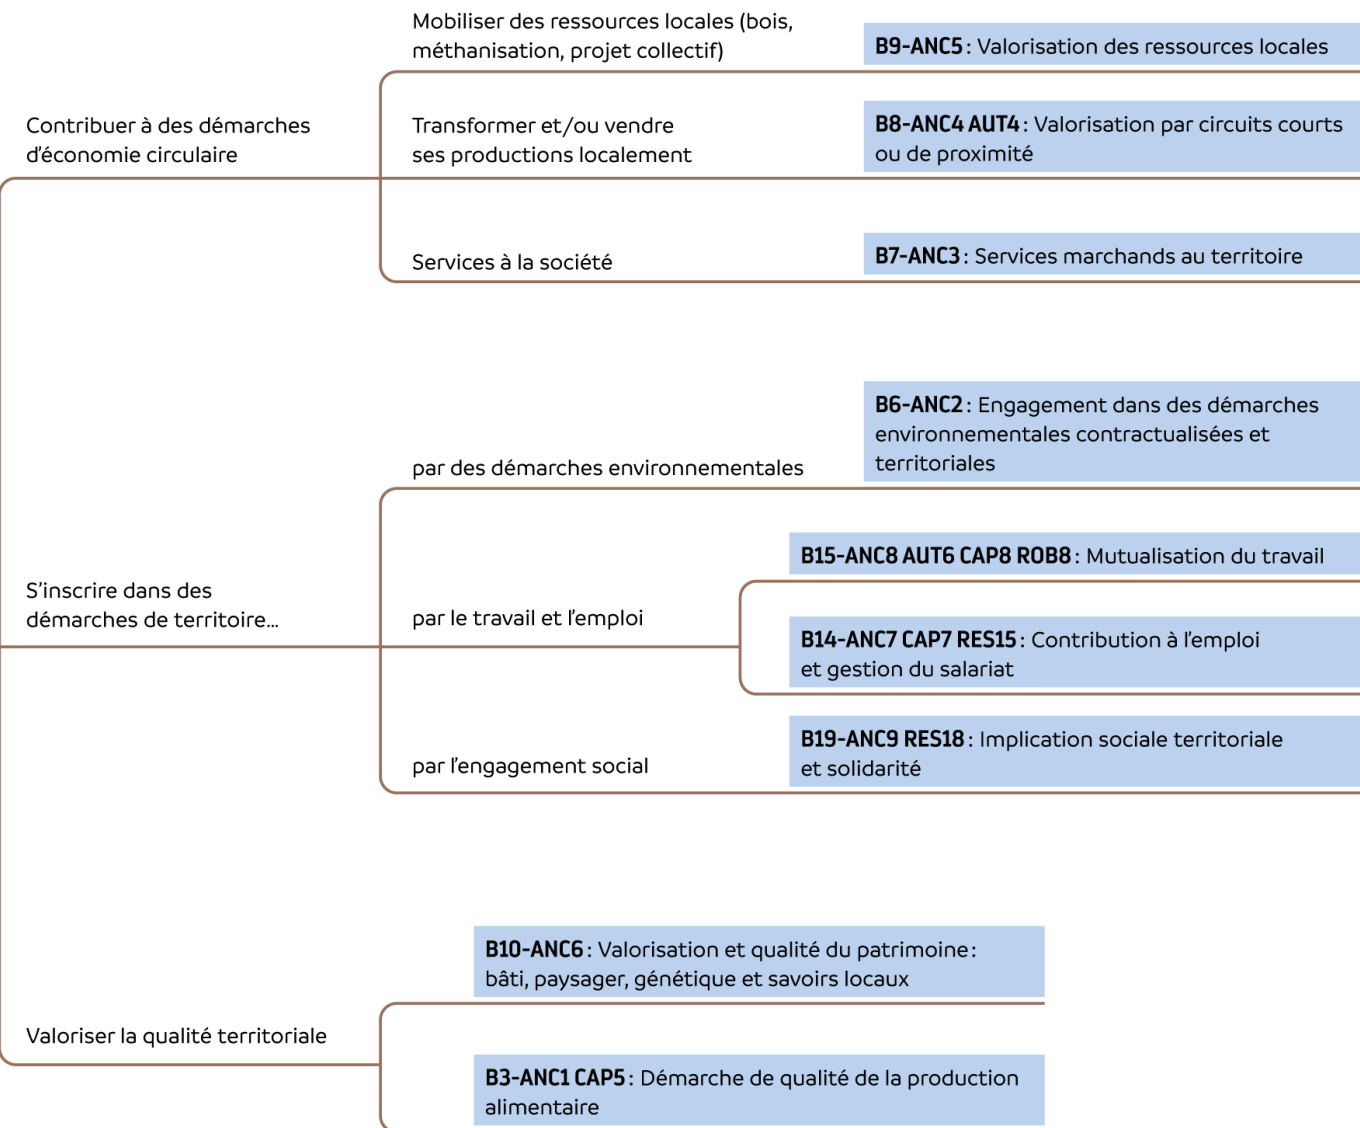 Mobiliser des ressources locales (bois,
méthanisation, projet collectif)
B9-ANC5 : Valorisation des ressources locales
Contribuer à des démarches
d'économie circulaire
Transformer et/ou vendre
ses productions localement
B8-ANC4 AUT4 : Valorisation par circuits courts
ou de proximité
Services à la société
B7-ANC3 : Services marchands au territoire
par des démarches environnementales
B6-ANC2 : Engagement dans des démarches
environnementales contractualisées et
territoriales
S'inscrire dans des
démarches de territoire…
par le travail et l'emploi
B15-ANC8 AUT6 CAP8 ROB8 : Mutualisation du travail
B14-ANC7 CAP7 RES15 : Contribution à l'emploi
et gestion du salariat
par l'engagement social
B19-ANC9 RES18 : Implication sociale territoriale
et solidarité
Valoriser la qualité territoriale
B10-ANC6 : Valorisation et qualité du patrimoine :
bâti, paysager, génétique et savoirs locaux
B3-ANC1 CAP5 : Démarche de qualité de la production
alimentaire